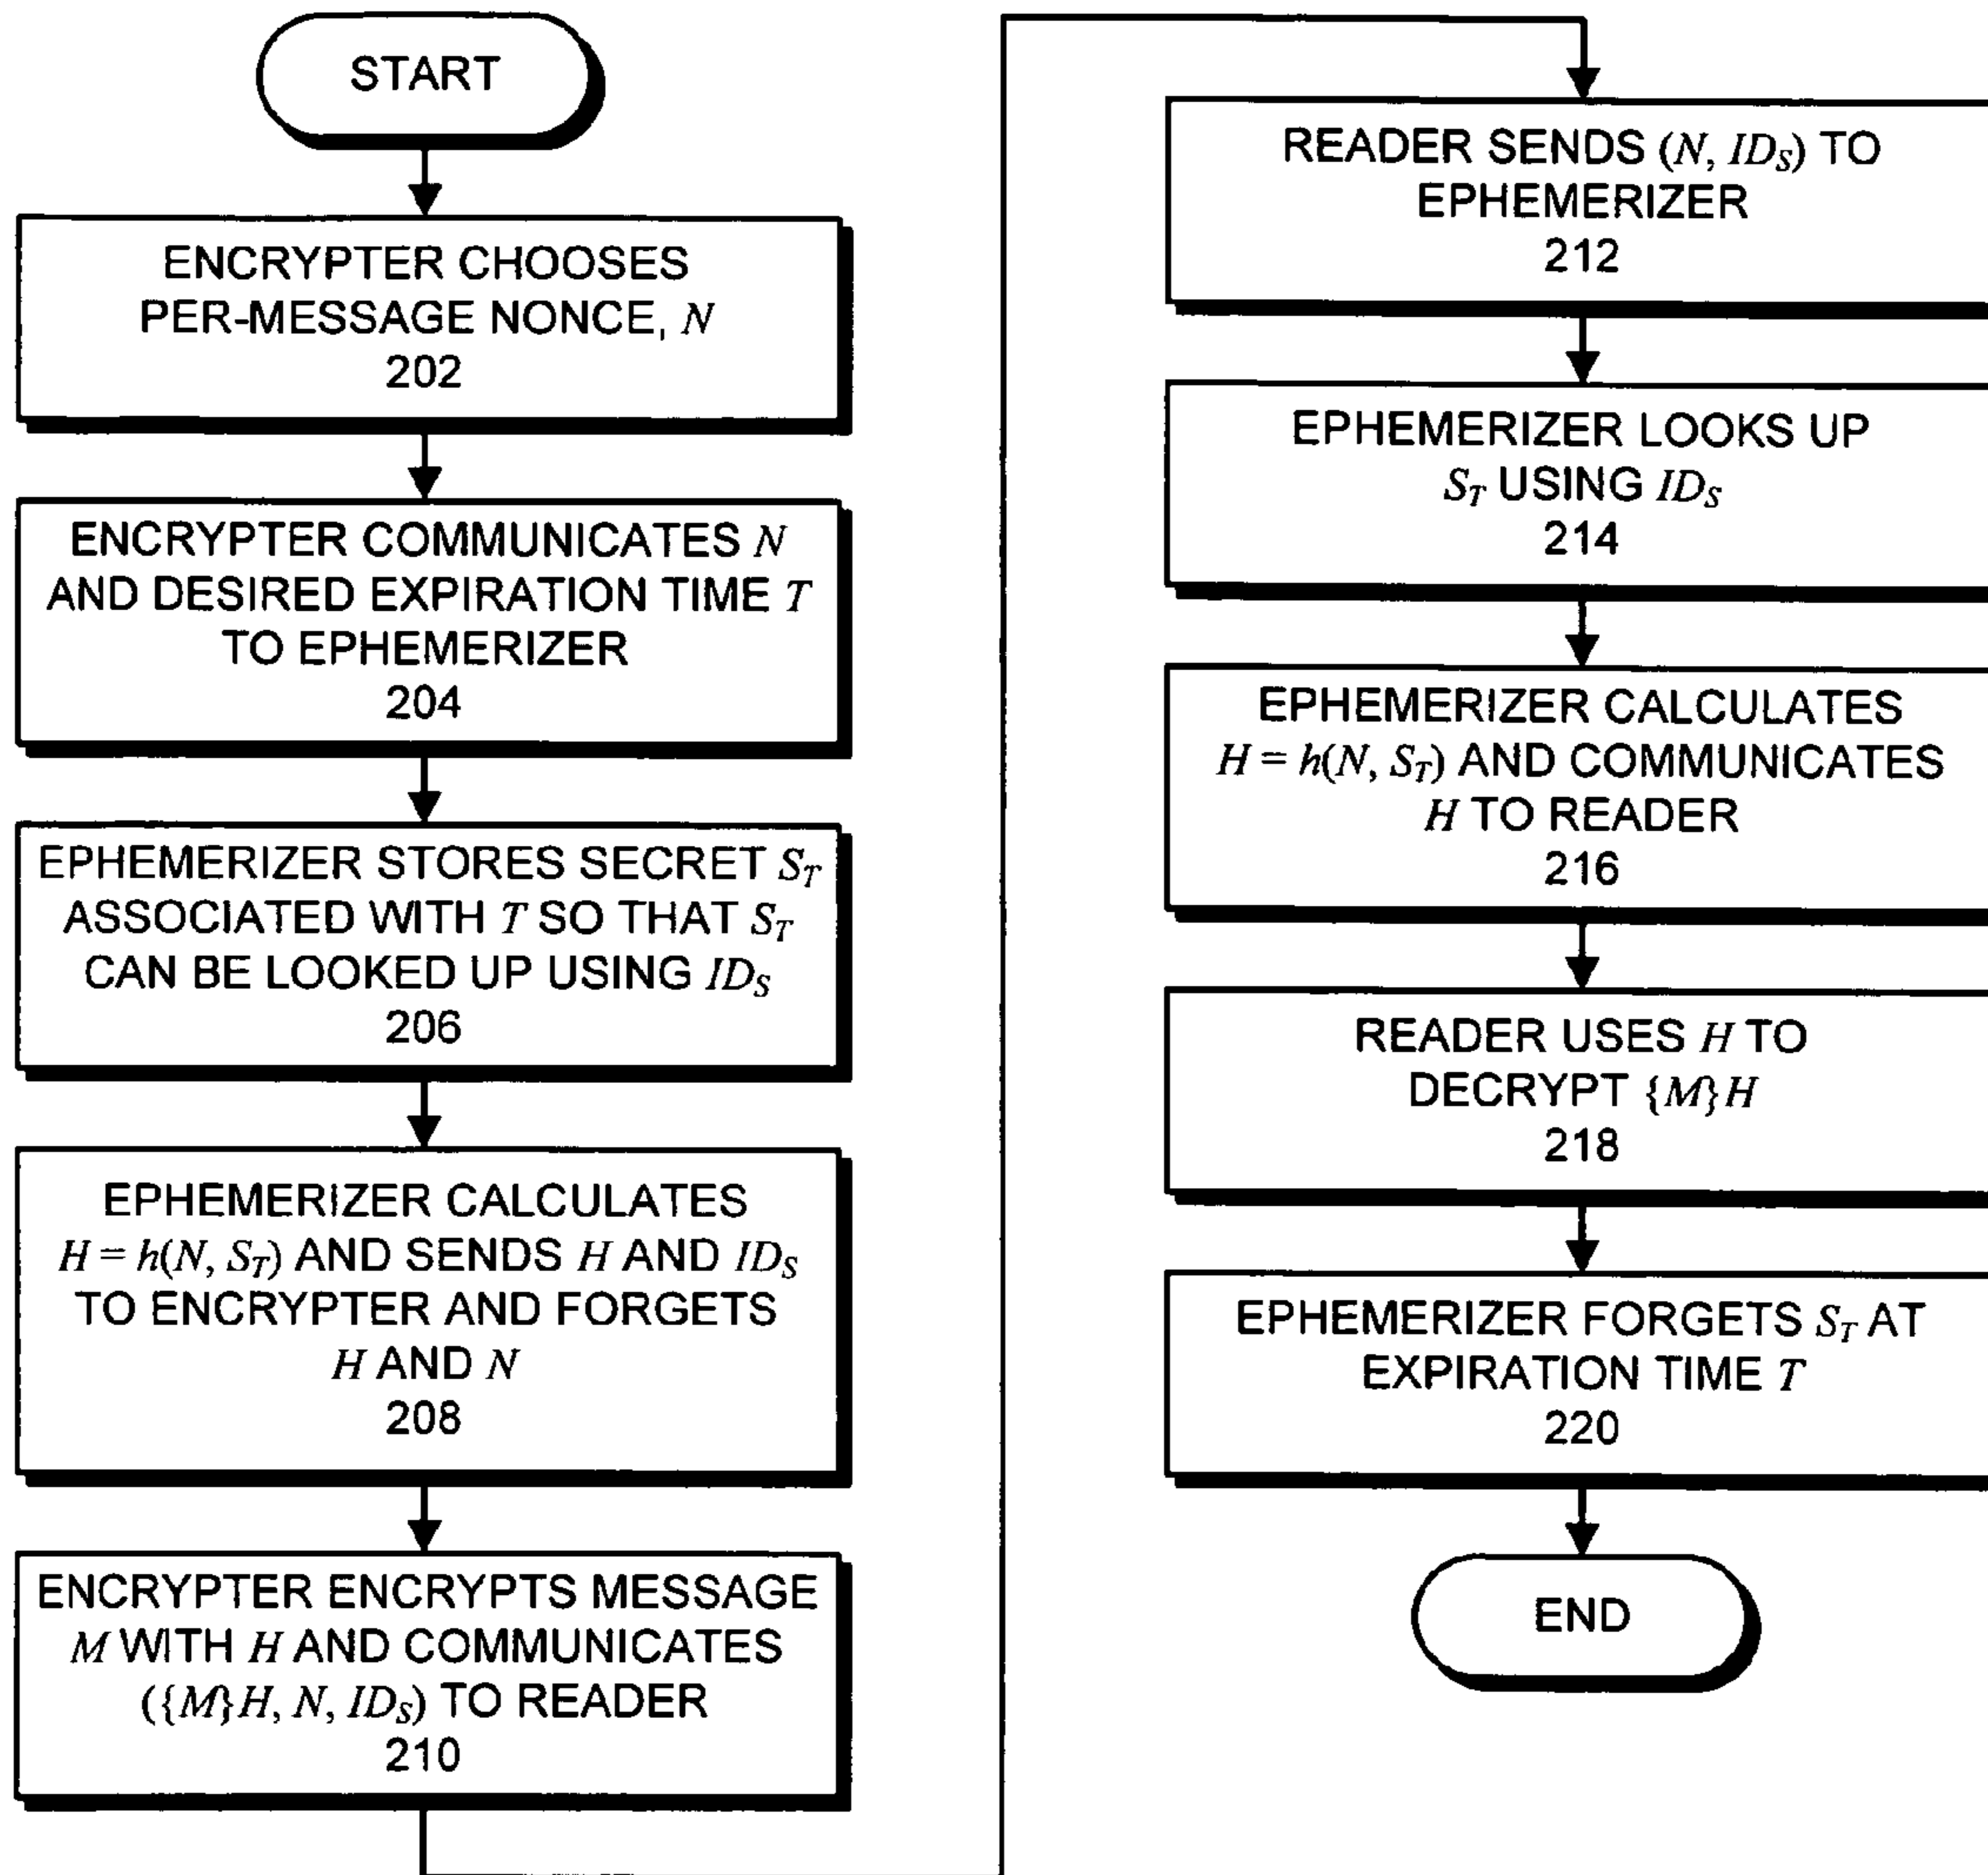 START
ENCRYPTER CHOOSES
PER-MESSAGE NONCE, N
202
ENCRYPTER COMMUNICATES N
AND DESIRED EXPIRATION TIME T
TO EPHEMERIZER
204
EPHEMERIZER STORES SECRET S_T
ASSOCIATED WITH T SO THAT S_T
CAN BE LOOKED UP USING ID_S
206
EPHEMERIZER CALCULATES
H = h(N, S_T) AND SENDS H AND ID_S
TO ENCRYPTER AND FORGETS
H AND N
208
ENCRYPTER ENCRYPTS MESSAGE
M WITH H AND COMMUNICATES
({M}H, N, ID_S) TO READER
210
READER SENDS (N, ID_S) TO
EPHEMERIZER
212
EPHEMERIZER LOOKS UP
S_T USING ID_S
214
EPHEMERIZER CALCULATES
H = h(N, S_T) AND COMMUNICATES
H TO READER
216
READER USES H TO
DECRYPT {M}H
218
EPHEMERIZER FORGETS S_T AT
EXPIRATION TIME T
220
END